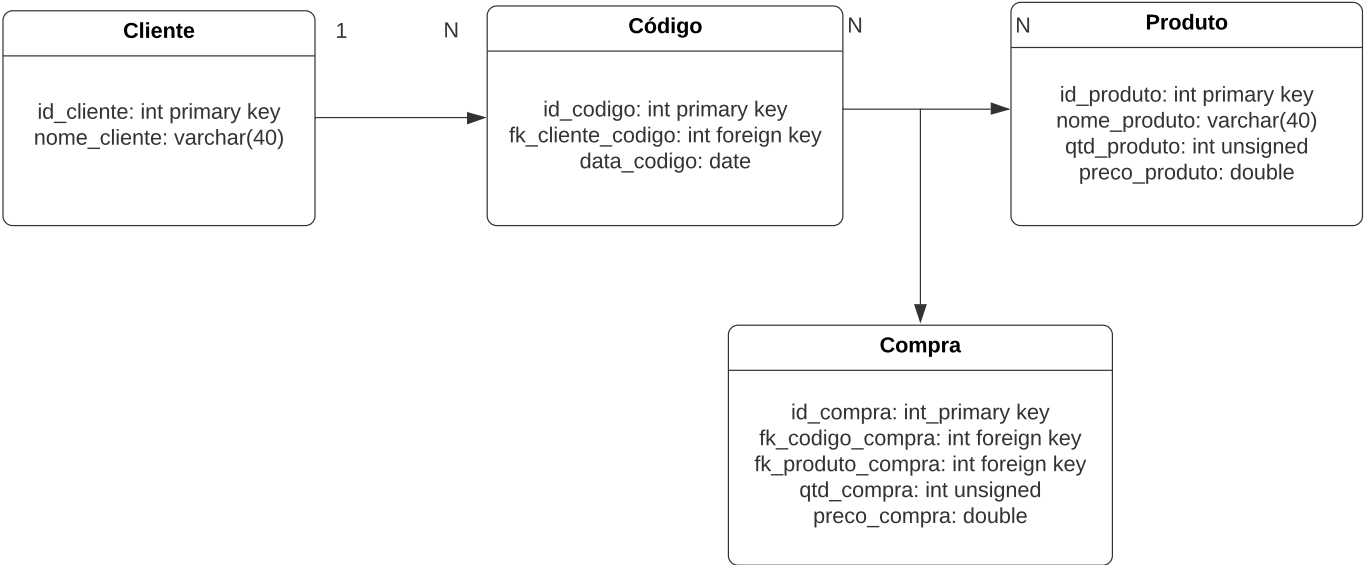 Cliente
1
N
Código
N
N
Produto
id_cliente: int primary key
nome_cliente: varchar(40)
id_codigo: int primary key
fk_cliente_codigo: int foreign key
data_codigo: date
id_produto: int primary key
nome_produto: varchar(40)
qtd_produto: int unsigned
preco_produto: double
Compra
id_compra: int_primary key
fk_codigo_compra: int foreign key
fk_produto_compra: int foreign key
qtd_compra: int unsigned
preco_compra: double